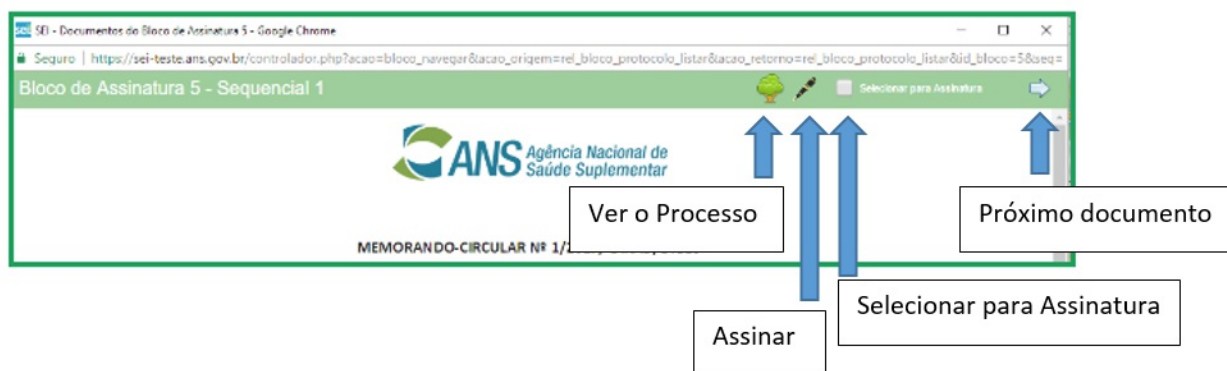 SEI - Documentos do Bloco de Assinatura 5 - Google Chrome
Seguro | https://sei-teste.ans.gov.br/controlador.php?acao=bloco_navegar&acao_origem=rel_bloco_protocolo_listar&acao_retorno=rel_bloco_protocolo_listar&id_bloco=5&seq=
Bloco de Assinatura 5 - Sequencial 1
Selecionar para Assinatura
ANS Agência Nacional de
Saúde Suplementar
Ver o Processo
Próximo documento
MEMORANDO-CIRCULAR Nº 1/
Selecionar para Assinatura
Assinar